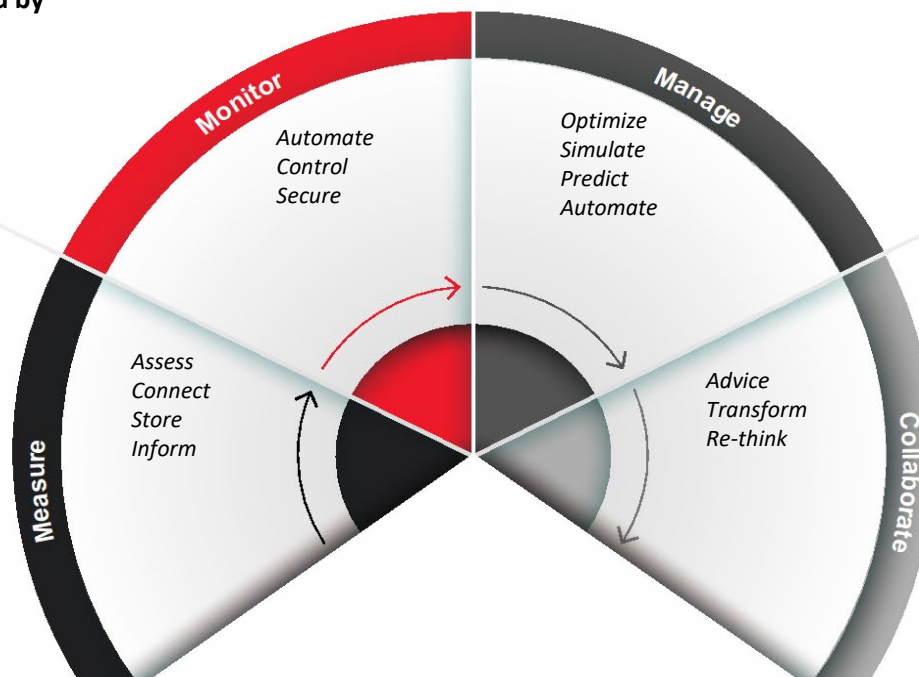 d by
Monitor
Automate
Control
Secure
Manage
Optimize
Simulate
Predict
Automate
Measure
Assess
Connect
Store
Inform
Collaborate
Advice
Transform
Re-think